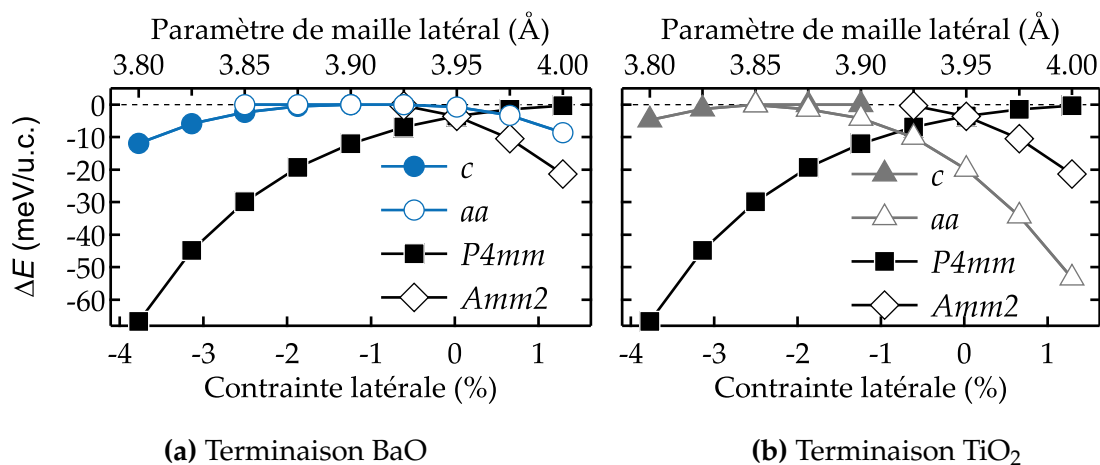 Paramètre de maille latéral (Å)
3.80 3.85 3.90 3.95 4.00
ΔE (meV/u.c.)
0
-10
-20
-30
-40
-50
-60
c
aa
P4mm
Amm2
-4 -3 -2 -1 0 1
Contrainte latérale (%)
(a) Terminaison BaO
Paramètre de maille latéral (Å)
3.80 3.85 3.90 3.95 4.00
c
aa
P4mm
Amm2
-4 -3 -2 -1 0 1
Contrainte latérale (%)
(b) Terminaison TiO₂